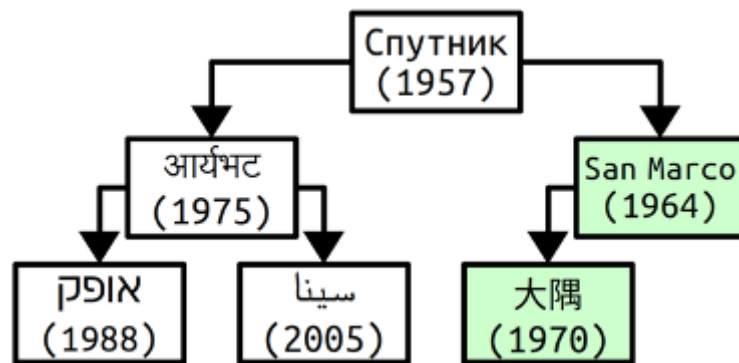 Спутник
(1957)
आर्यभट
(1975)
San Marco
(1964)
אופק
(1988)
سينا
(2005)
大隅
(1970)